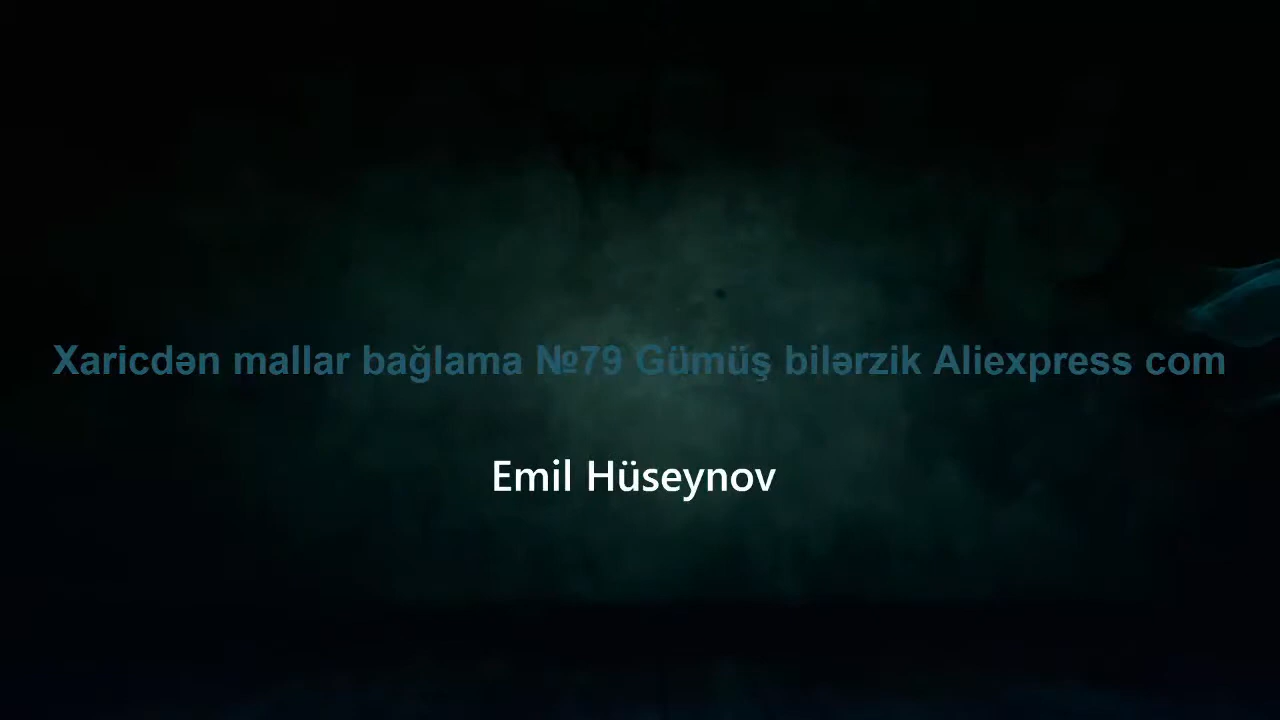 Xaricdən mallar bağlama №79 Gümüş bilərzik Aliexpress com
Emil Hüseynov